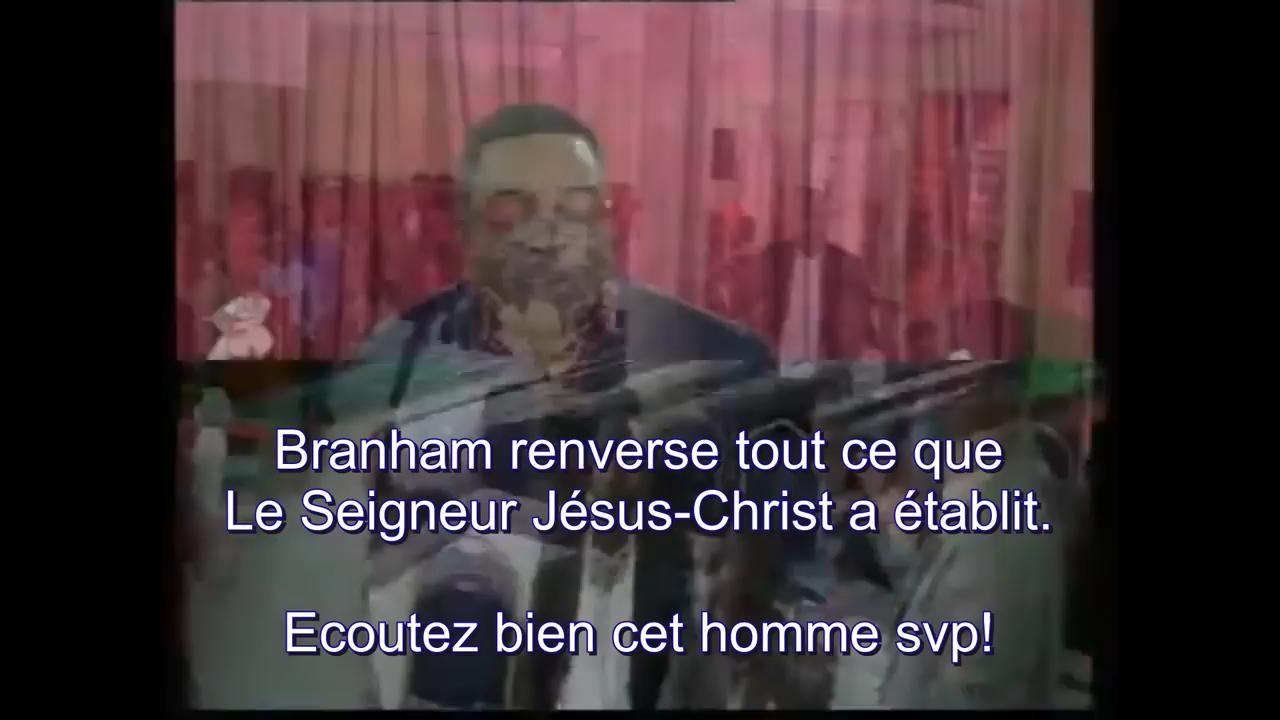 Branham renverse tout ce que
Le Seigneur Jésus-Christ a établit.
Ecoutez bien cet homme svp!